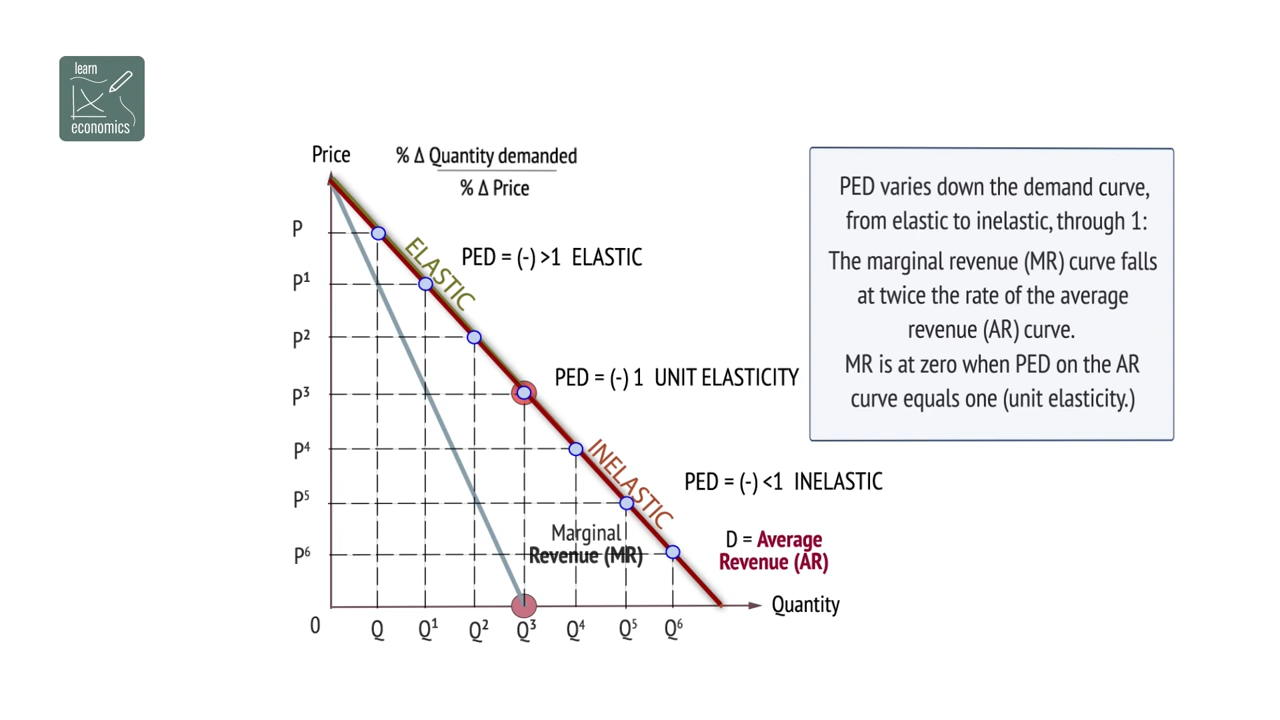 learn
economics
Price
% Δ Quantity demanded
% Δ Price
P
P¹
P²
P³
P⁴
P⁵
P⁶
ELASTIC
PED = (-) >1 ELASTIC
PED = (-) 1 UNIT ELASTICITY
INELASTIC
PED = (-) <1 INELASTIC
Marginal
Revenue (MR)
D = Average
Revenue (AR)
Quantity
0
Q
Q¹
Q²
Q³
Q⁴
Q⁵
Q⁶
PED varies down the demand curve,
from elastic to inelastic, through 1:
The marginal revenue (MR) curve falls
at twice the rate of the average
revenue (AR) curve.
MR is at zero when PED on the AR
curve equals one (unit elasticity.)